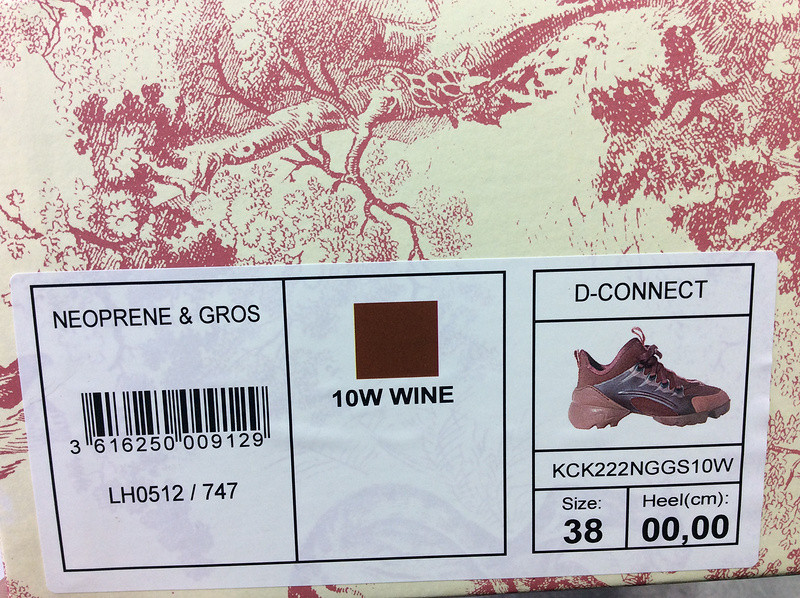 NEOPRENE & GROS
3 616250 009129
LH0512 / 747
10W WINE
D-CONNECT
KCK222NGGS10W
Size:
38
Heel(cm):
00,00